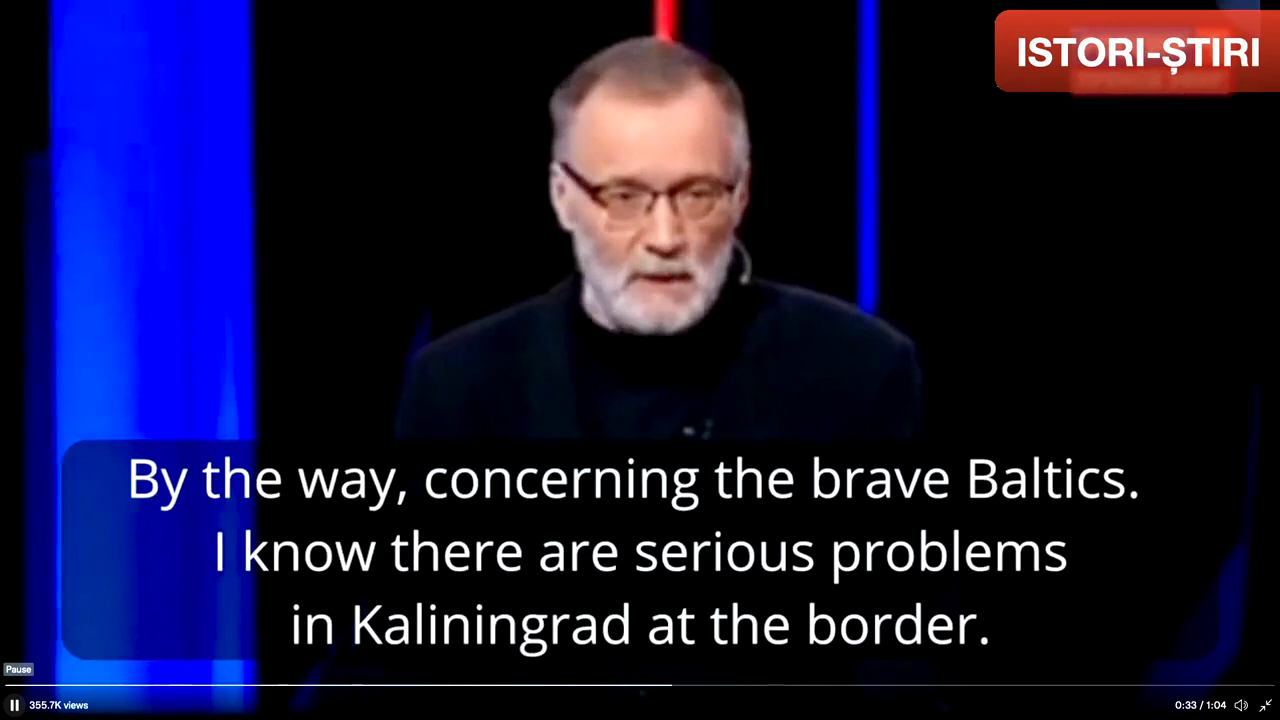 ISTORI-ȘTIRI
By the way, concerning the brave Baltics.
I know there are serious problems
in Kaliningrad at the border.
Pause
355.7K views
0:33 / 1:04